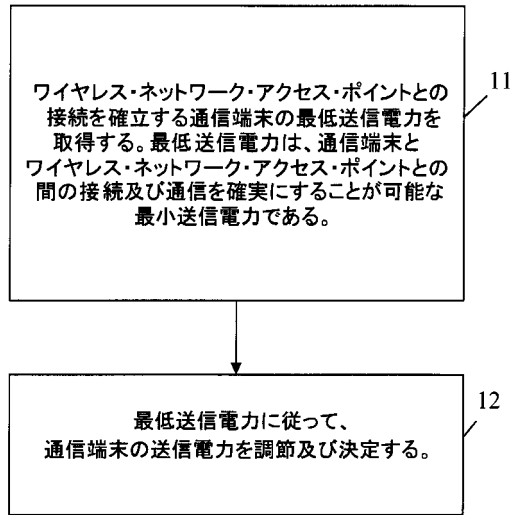 ワイヤレス・ネットワーク・アクセス・ポイントとの
接続を確立する通信端末の最低送信電力を
取得する。最低送信電力は、通信端末と
ワイヤレス・ネットワーク・アクセス・ポイントとの
間の接続及び通信を確実にすることが可能な
最小送信電力である。
11
最低送信電力に従って、
通信端末の送信電力を調節及び決定する。
12